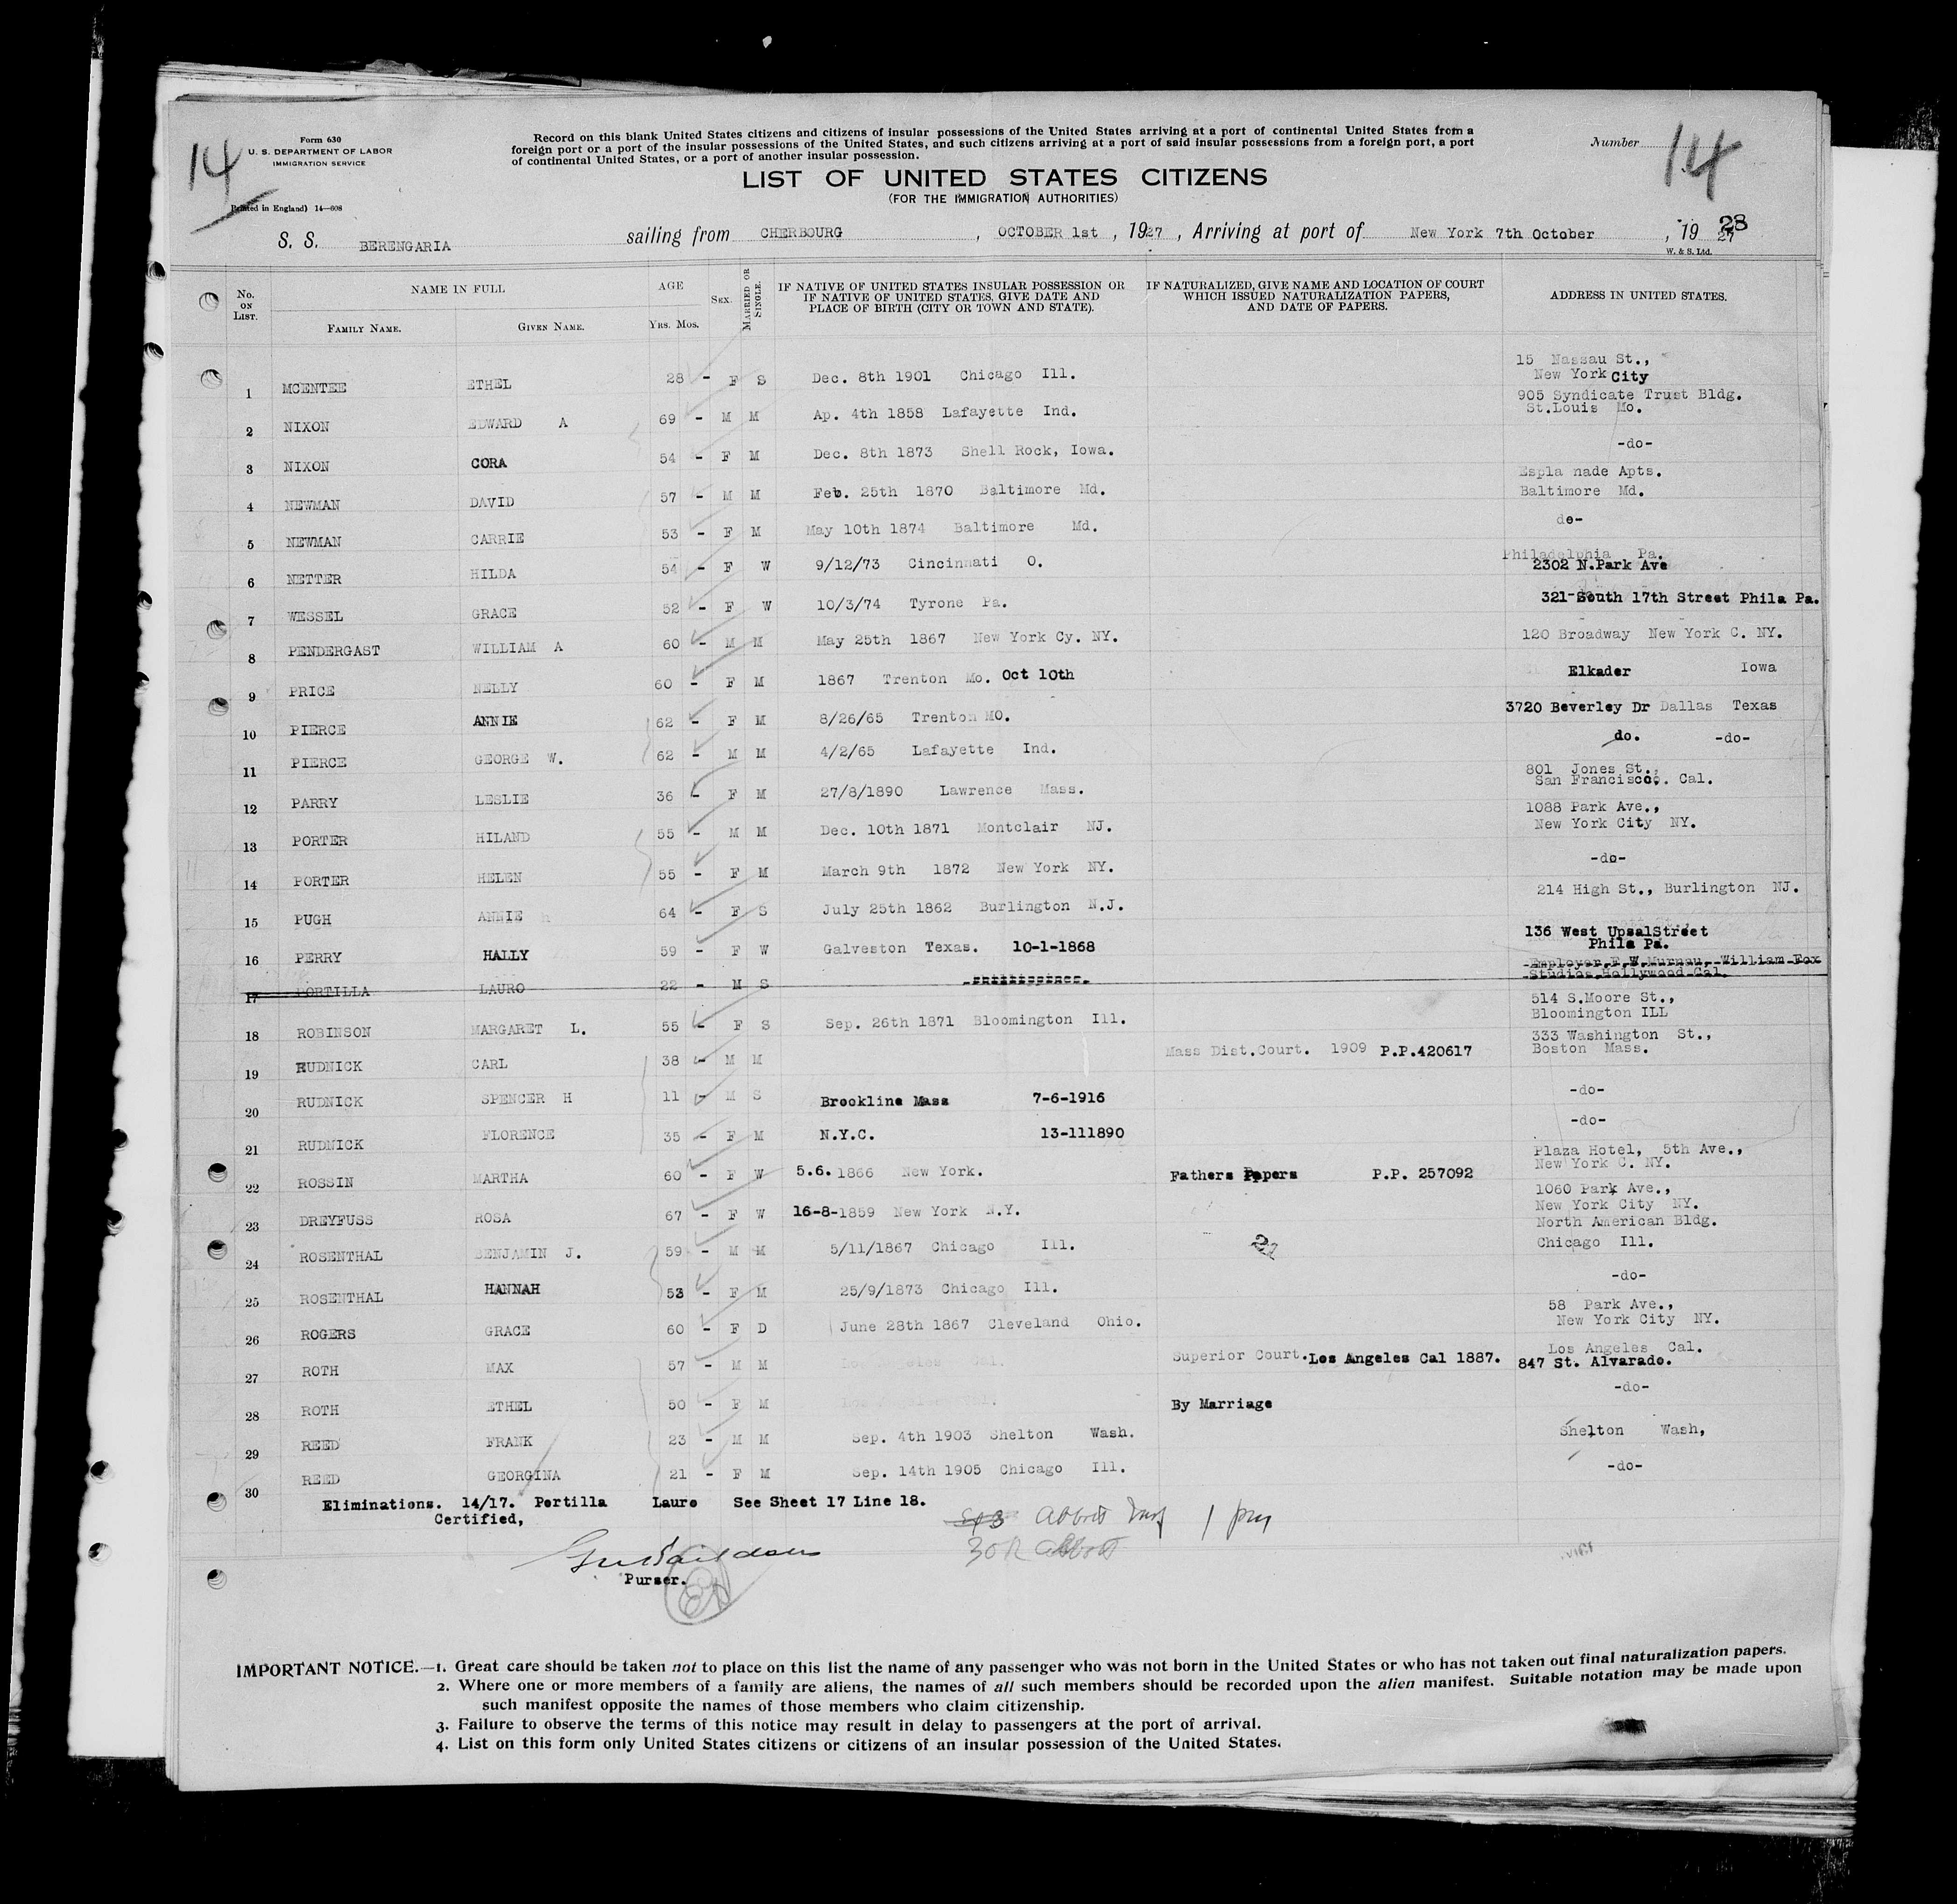 14
Form 630
U. S. DEPARTMENT OF LABOR
IMMIGRATION SERVICE
in England) 14—608
Record on this blank United States citizens and citizens of insular possessions of the United States arriving at a port of continental United States from a
foreign port or a port of the insular possessions of the United States, and such citizens arriving at a port of said insular possessions from a foreign port, a port
of continental United States, or a port of another insular possession.
Number 14
LIST OF UNITED STATES CITIZENS
(FOR THE IMMIGRATION AUTHORITIES)
S. S. BERENGARIA sailing from CHERBOURG , OCTOBER 1st , 1927 , Arriving at port of New York 7th October , 19 27 28
W. & S. Ltd.
No. ON LIST. NAME IN FULL AGE SEX. MARRIED OR SINGLE. IF NATIVE OF UNITED STATES INSULAR POSSESSION OR IF NATIVE OF UNITED STATES, GIVE DATE AND PLACE OF BIRTH (CITY OR TOWN AND STATE). IF NATURALIZED, GIVE NAME AND LOCATION OF COURT WHICH ISSUED NATURALIZATION PAPERS, AND DATE OF PAPERS. ADDRESS IN UNITED STATES.
FAMILY NAME. GIVEN NAME. YRS. MOS.
1 MCENTEE ETHEL 28 - F S Dec. 8th 1901 Chicago Ill. 15 Nassau St., New York City
2 NIXON EDWARD A 69 - M M Ap. 4th 1858 Lafayette Ind. 905 Syndicate Trust Bldg. St.Louis Mo.
3 NIXON CORA 54 - F M Dec. 8th 1873 Shell Rock, Iowa. -do-
4 NEWMAN DAVID 57 - M M Feb. 25th 1870 Baltimore Md. Espla nade Apts. Baltimore Md.
5 NEWMAN CARRIE 53 - F M May 10th 1874 Baltimore Md. do-
6 NETTER HILDA 54 - F W 9/12/73 Cincinnati O. Philadelphia Pa. 2302 N.Park Ave
7 WESSEL GRACE 52 - F W 10/3/74 Tyrone Pa. 321-South 17th Street Phila Pa.
8 PENDERGAST WILLIAM A 60 - M M May 25th 1867 New York Cy. NY. 120 Broadway New York C. NY.
9 PRICE NELLY 60 - F M 1867 Trenton Mo. Oct 10th Elkader Iowa
10 PIERCE ANNIE 62 - F M 8/26/65 Trenton MO. 3720 Beverley Dr Dallas Texas
11 PIERCE GEORGE W. 62 - M M 4/2/65 Lafayette Ind. do. -do-
12 PARRY LESLIE 36 - F M 27/8/1890 Lawrence Mass. 801 Jones St., San Francisco. Cal.
13 PORTER HILAND 55 - M M Dec. 10th 1871 Montclair NJ. 1088 Park Ave., New York City NY.
14 PORTER HELEN 55 - F M March 9th 1872 New York NY. -do-
15 PUGH ANNIE h 64 - F S July 25th 1862 Burlington N.J. 214 High St., Burlington NJ.
16 PERRY HALLY 59 - F W Galveston Texas. 10-1-1868 136 West UpsalStreet Phila Pa.
17 PORTILLA LAURO 22 - M S Philippines. Employer.F.W.Murnau, William Fox Studios.Hollywood Cal.
18 ROBINSON MARGARET L. 55 - F S Sep. 26th 1871 Bloomington Ill. 514 S.Moore St., Bloomington ILL
19 RUDNICK CARL 38 - M M Mass Dist.Court. 1909 P.P.420617 333 Washington St., Boston Mass.
20 RUDNICK SPENCER H 11 - M S Brookline Mass 7-6-1916 -do-
21 RUDNICK FLORENCE 35 - F M N.Y.C. 13-111890 -do-
22 ROSSIN MARTHA 60 - F W 5.6.1866 New York. Fathers Papers P.P. 257092 Plaza Hotel, 5th Ave., New York C. NY.
23 DREYFUSS ROSA 67 - F W 16-8-1859 New York N.Y. 1060 Park Ave., New York City NY.
24 ROSENTHAL BENJAMIN J. 59 - M M 5/11/1867 Chicago Ill. North American Bldg. Chicago Ill.
25 ROSENTHAL HANNAH 53 - F M 25/9/1873 Chicago Ill. -do-
26 ROGERS GRACE 60 - F D June 28th 1867 Cleveland Ohio. 58 Park Ave., New York City NY.
27 ROTH MAX 57 - M M Superior Court. Los Angeles Cal 1887. Los Angeles Cal. 847 St. Alvarado.
28 ROTH ETHEL 50 - F M By Marriage -do-
29 REED FRANK 23 - M M Sep. 4th 1903 Shelton Wash. Shelton Wash,
30 REED GEORGINA 21 - F M Sep. 14th 1905 Chicago Ill. -do-
Eliminations. 14/17. Portilla Lauro See Sheet 17 Line 18.
Certified,
1 pm
30 R Abbott
Purser.
IMPORTANT NOTICE.—1. Great care should be taken not to place on this list the name of any passenger who was not born in the United States or who has not taken out final naturalization papers.
2. Where one or more members of a family are aliens, the names of all such members should be recorded upon the alien manifest. Suitable notation may be made upon
such manifest opposite the names of those members who claim citizenship.
3. Failure to observe the terms of this notice may result in delay to passengers at the port of arrival.
4. List on this form only United States citizens or citizens of an insular possession of the United States.